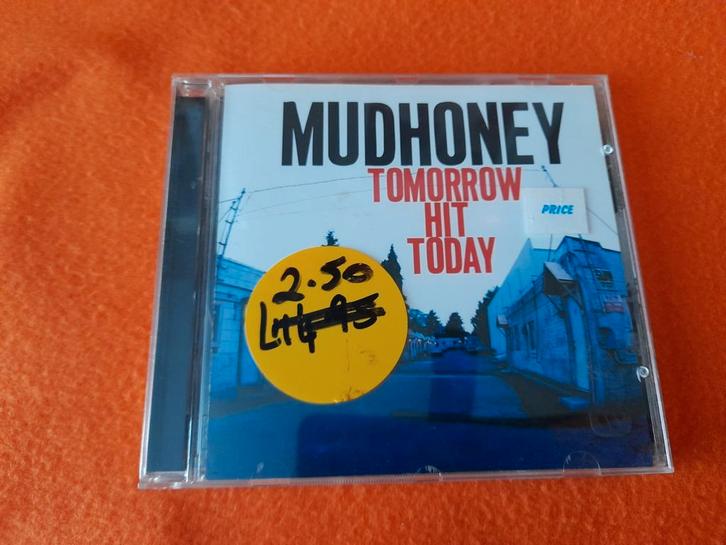 MUDHONEY
TOMORROW
HIT
TODAY
PRICE
2.50